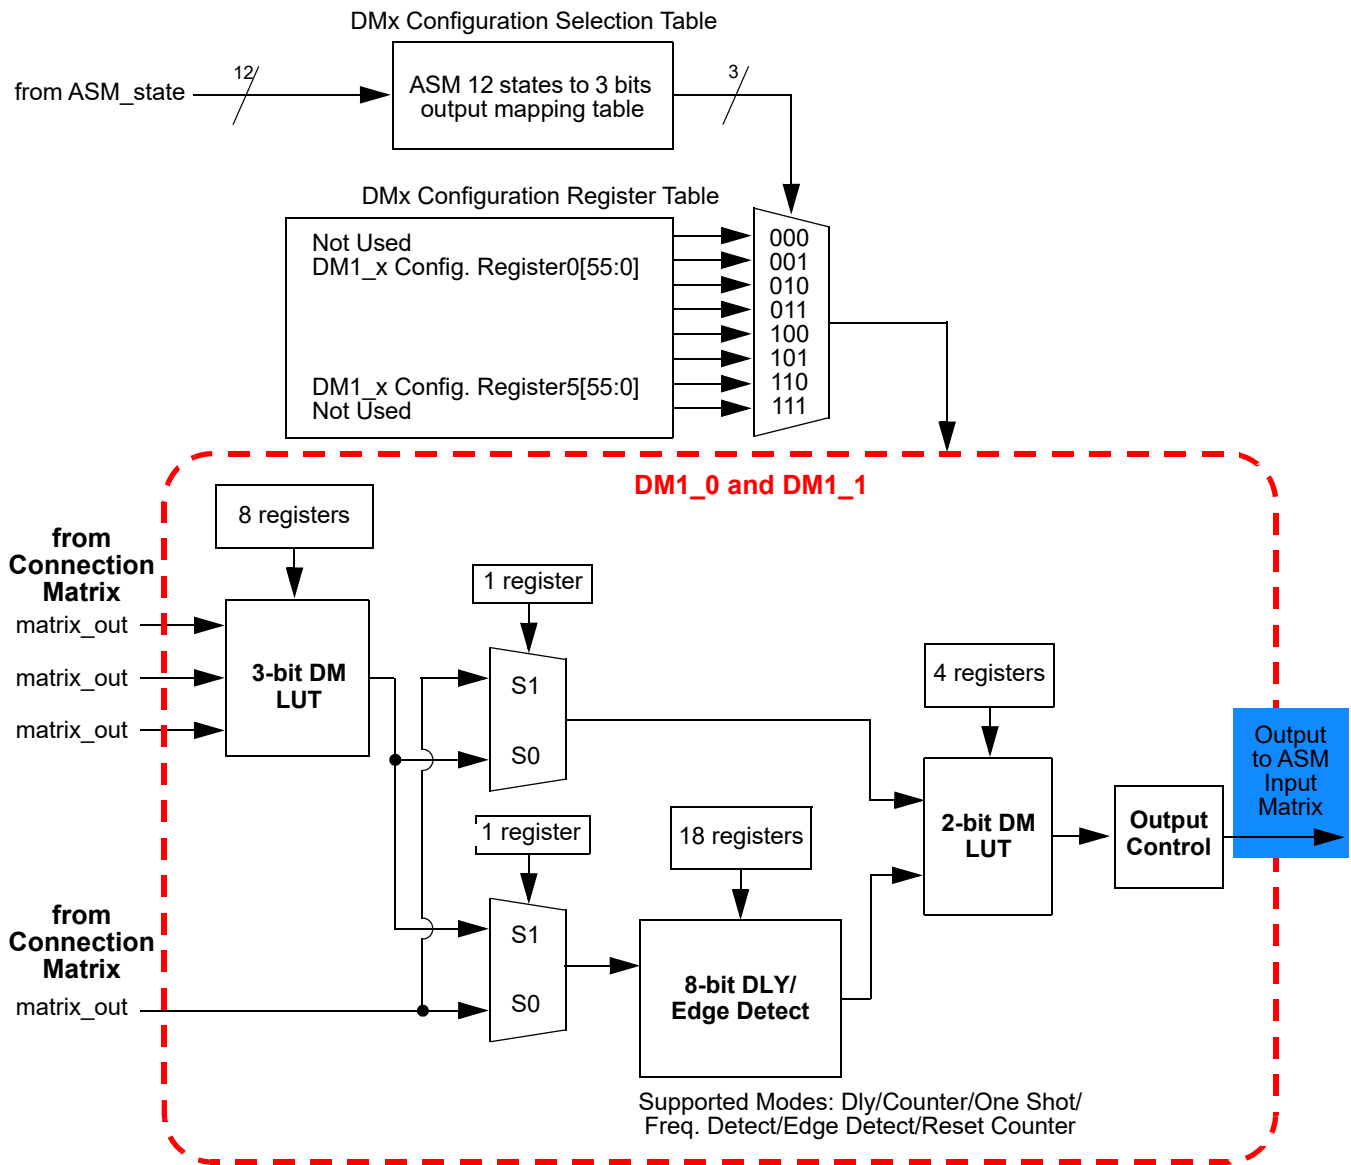 DMx Configuration Selection Table
from ASM_state
12
ASM 12 states to 3 bits
output mapping table
3
DMx Configuration Register Table
Not Used
DM1_x Config. Register0[55:0]
DM1_x Config. Register5[55:0]
Not Used
000
001
010
011
100
101
110
111
DM1_0 and DM1_1
8 registers
from
Connection
Matrix
matrix_out
matrix_out
matrix_out
3-bit DM
LUT
1 register
S1
S0
4 registers
2-bit DM
LUT
Output
Control
Output
to ASM
Input
Matrix
1 register
18 registers
from
Connection
Matrix
matrix_out
S1
S0
8-bit DLY/
Edge Detect
Supported Modes: Dly/Counter/One Shot/
Freq. Detect/Edge Detect/Reset Counter